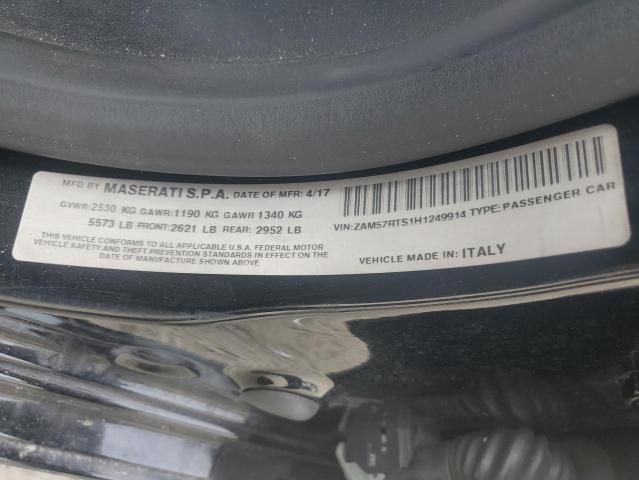 MFD BY MASERATI S.P.A. DATE OF MFR: 4/17
GVWR:2530 KG GAWR:1190 KG GAWR 1340 KG
5573 LB FRONT:2621 LB REAR: 2952 LB
THIS VEHICLE CONFORMS TO ALL APPLICABLE U.S.A. FEDERAL MOTOR
VEHICLE SAFETY AND THEFT PREVENTION STANDARDS IN EFFECT ON THE
DATE OF MANUFACTURE SHOWN ABOVE.
VIN:ZAM57RTS1H1249914 TYPE:PASSENGER CAR
VEHICLE MADE IN: ITALY